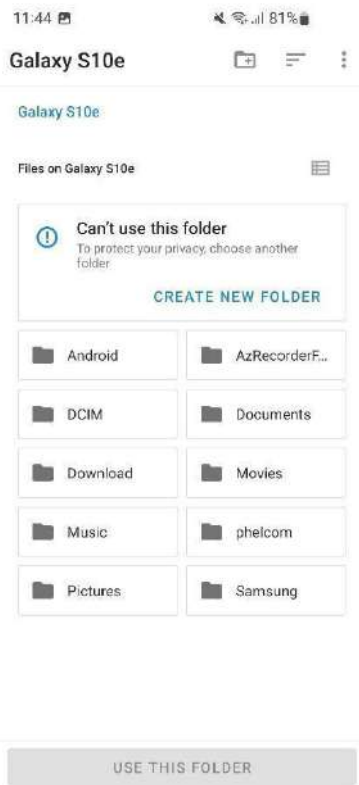 11:44 81%
Galaxy S10e
Galaxy S10e
Files on Galaxy S10e
Can't use this folder
To protect your privacy, choose another
folder
CREATE NEW FOLDER
Android AzRecorderF...
DCIM Documents
Download Movies
Music phelcom
Pictures Samsung
USE THIS FOLDER